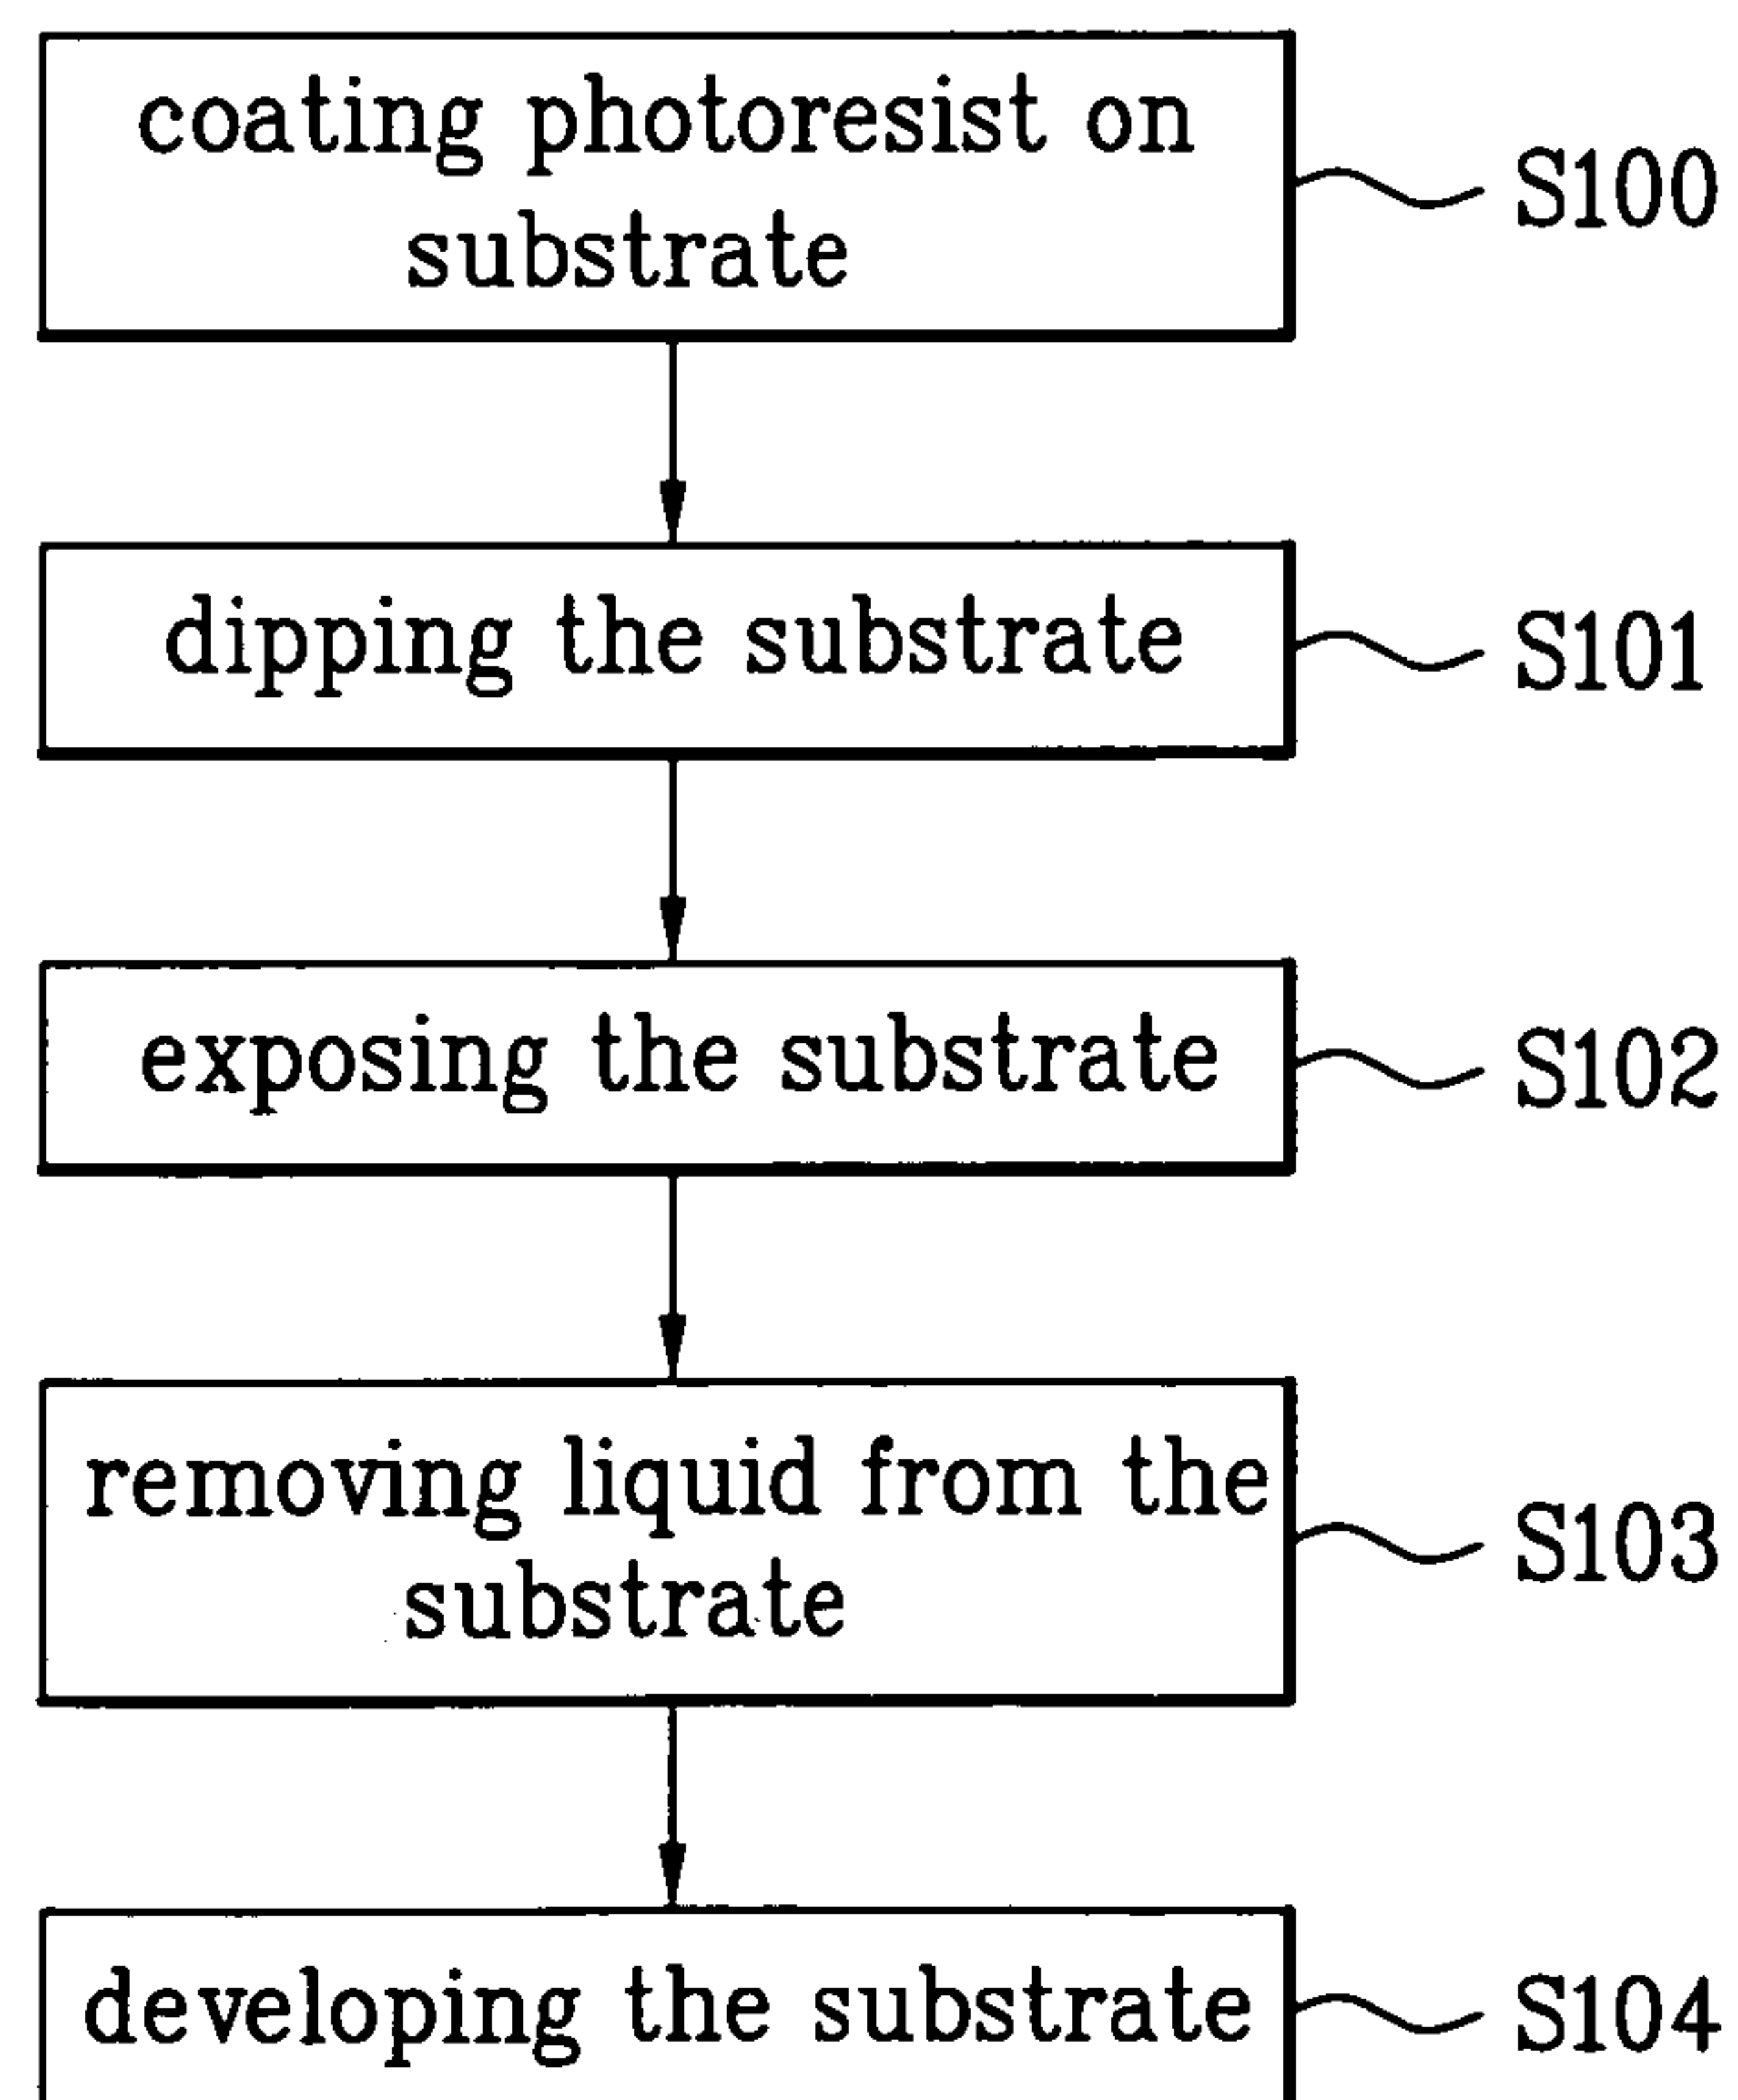 coating photoresist on
substrate
S100
dipping the substrate
S101
exposing the substrate
S102
removing liquid from the
substrate
S103
developing the substrate
S104